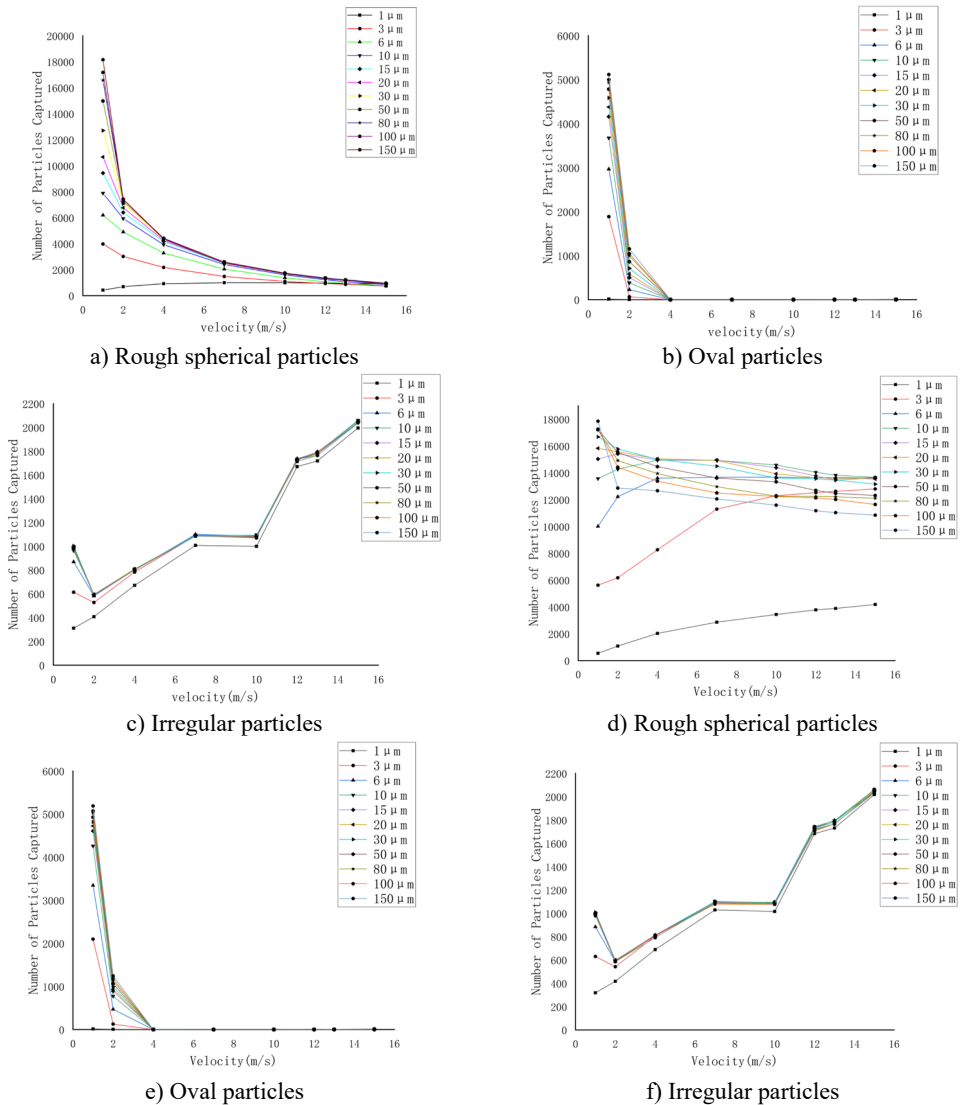 1 μm
3 μm
6 μm
10 μm
15 μm
20 μm
30 μm
50 μm
80 μm
100 μm
150 μm
Number of Particles Captured
20000
18000
16000
14000
12000
10000
8000
6000
4000
2000
0
0 2 4 6 8 10 12 14 16
velocity(m/s)
a) Rough spherical particles
1 μm
3 μm
6 μm
10 μm
15 μm
20 μm
30 μm
50 μm
80 μm
100 μm
150 μm
Number of Particles Captured
6000
5000
4000
3000
2000
1000
0
0 2 4 6 8 10 12 14 16
velocity(m/s)
b) Oval particles
1 μm
3 μm
6 μm
10 μm
15 μm
20 μm
30 μm
50 μm
80 μm
100 μm
150 μm
Number of Particles Captured
2200
2000
1800
1600
1400
1200
1000
800
600
400
200
0
0 2 4 6 8 10 12 14 16
velocity(m/s)
c) Irregular particles
1 μm
3 μm
6 μm
10 μm
15 μm
20 μm
30 μm
50 μm
80 μm
100 μm
150 μm
Number of Particles Captured
18000
16000
14000
12000
10000
8000
6000
4000
2000
0
0 2 4 6 8 10 12 14 16
Velocity(m/s)
d) Rough spherical particles
1 μm
3 μm
6 μm
10 μm
15 μm
20 μm
30 μm
50 μm
80 μm
100 μm
150 μm
Number of Particles Captured
6000
5000
4000
3000
2000
1000
0
0 2 4 6 8 10 12 14 16
Velocity(m/s)
e) Oval particles
1 μm
3 μm
6 μm
10 μm
15 μm
20 μm
30 μm
50 μm
80 μm
100 μm
150 μm
Number of Particles Captured
2200
2000
1800
1600
1400
1200
1000
800
600
400
200
0
0 2 4 6 8 10 12 14 16
Velocity(m/s)
f) Irregular particles